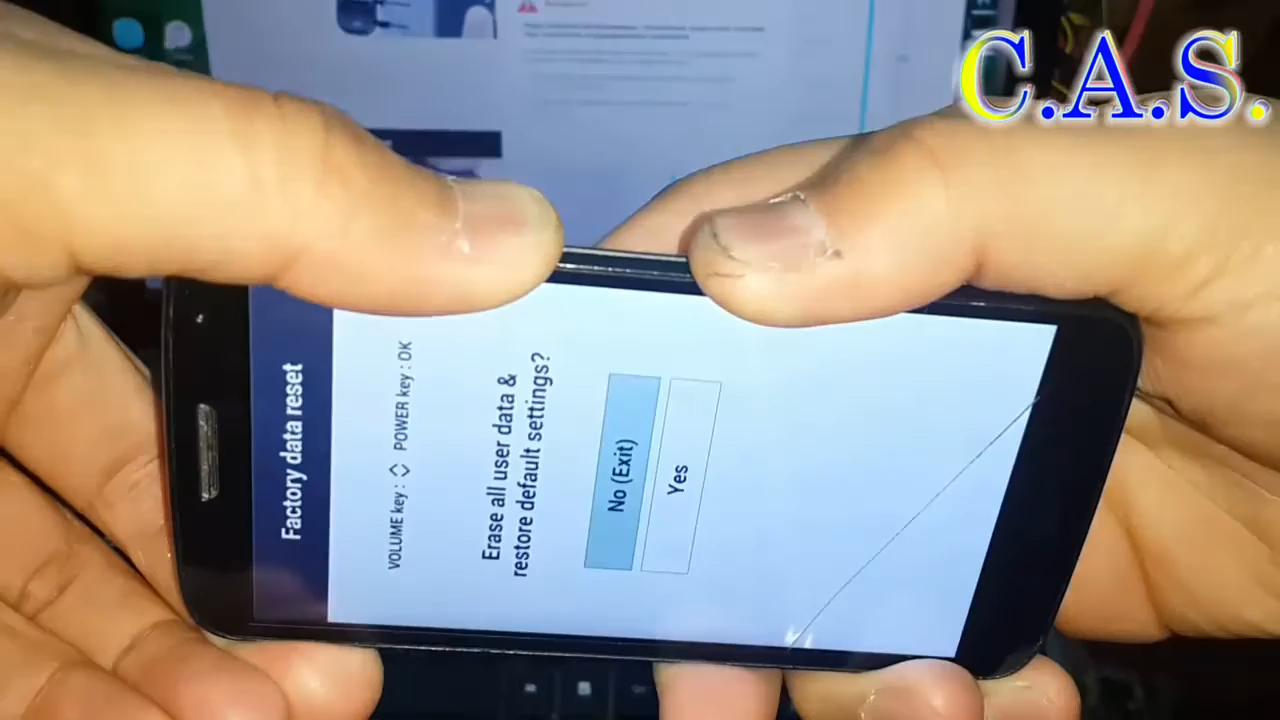 C.A.S.
Factory data reset
VOLUME key : POWER key : OK
Erase all user data &
restore default settings?
No (Exit)
Yes